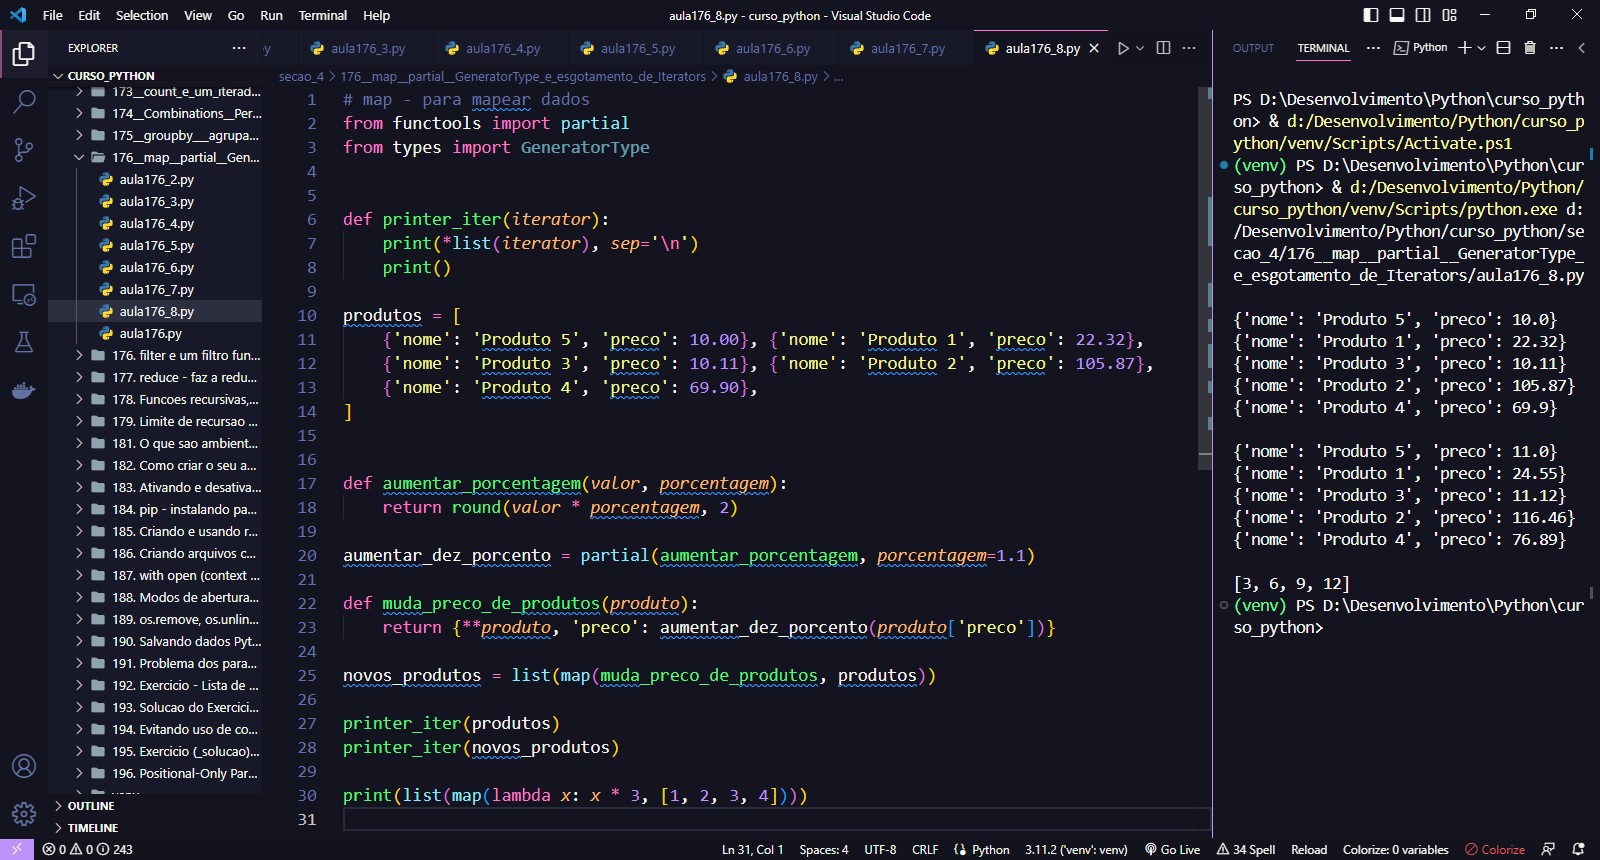 File Edit Selection View Go Run Terminal Help
aula176_8.py - curso_python - Visual Studio Code
EXPLORER
CURSO_PYTHON
173__count_e_um_iterad...
174__Combinations__Per...
175__groupby___agrupa...
176__map__partial__Gen...
aula176_2.py
aula176_3.py
aula176_4.py
aula176_5.py
aula176_6.py
aula176_7.py
aula176_8.py
aula176.py
176. filter e um filtro fun...
177. reduce - faz a redu...
178. Funcoes recursivas,...
179. Limite de recursao ...
181. O que sao ambient...
182. Como criar o seu a...
183. Ativando e desativa...
184. pip - instalando pa...
185. Criando e usando r...
186. Criando arquivos c...
187. with open (context ...
188. Modos de abertura...
189. os.remove, os.unlin...
190. Salvando dados Pyt...
191. Problema dos para...
192. Exercicio - Lista de ...
193. Solucao do Exercici...
194. Evitando uso de co...
195. Exercicio (_solucao)...
196. Positional-Only Par...
OUTLINE
TIMELINE
aula176_3.py aula176_4.py aula176_5.py aula176_6.py aula176_7.py aula176_8.py
secao_4 > 176__map__partial__GeneratorType_e_esgotamento_de_Iterators > aula176_8.py > ...
1 # map - para mapear dados
2 from functools import partial
3 from types import GeneratorType
4
5
6 def printer_iter(iterator):
7 print(*list(iterator), sep='\n')
8 print()
9
10 produtos = [
11 {'nome': 'Produto 5', 'preco': 10.00}, {'nome': 'Produto 1', 'preco': 22.32},
12 {'nome': 'Produto 3', 'preco': 10.11}, {'nome': 'Produto 2', 'preco': 105.87},
13 {'nome': 'Produto 4', 'preco': 69.90},
14 ]
15
16
17 def aumentar_porcentagem(valor, porcentagem):
18 return round(valor * porcentagem, 2)
19
20 aumentar_dez_porcento = partial(aumentar_porcentagem, porcentagem=1.1)
21
22 def muda_preco_de_produtos(produto):
23 return {**produto, 'preco': aumentar_dez_porcento(produto['preco'])}
24
25 novos_produtos = list(map(muda_preco_de_produtos, produtos))
26
27 printer_iter(produtos)
28 printer_iter(novos_produtos)
29
30 print(list(map(lambda x: x * 3, [1, 2, 3, 4])))
31
OUTPUT TERMINAL ... Python
PS D:\Desenvolvimento\Python\curso_pyth
on> & d:/Desenvolvimento/Python/curso_p
ython/venv/Scripts/Activate.ps1
(venv) PS D:\Desenvolvimento\Python\cur
so_python> & d:/Desenvolvimento/Python/
curso_python/venv/Scripts/python.exe d:
/Desenvolvimento/Python/curso_python/se
cao_4/176__map__partial__GeneratorType_
e_esgotamento_de_Iterators/aula176_8.py
{'nome': 'Produto 5', 'preco': 10.0}
{'nome': 'Produto 1', 'preco': 22.32}
{'nome': 'Produto 3', 'preco': 10.11}
{'nome': 'Produto 2', 'preco': 105.87}
{'nome': 'Produto 4', 'preco': 69.9}
{'nome': 'Produto 5', 'preco': 11.0}
{'nome': 'Produto 1', 'preco': 24.55}
{'nome': 'Produto 3', 'preco': 11.12}
{'nome': 'Produto 2', 'preco': 116.46}
{'nome': 'Produto 4', 'preco': 76.89}
[3, 6, 9, 12]
(venv) PS D:\Desenvolvimento\Python\cur
so_python>
0 0 243 Ln 31, Col 1 Spaces: 4 UTF-8 CRLF Python 3.11.2 ('venv': venv) Go Live 34 Spell Reload Colorize: 0 variables Colorize